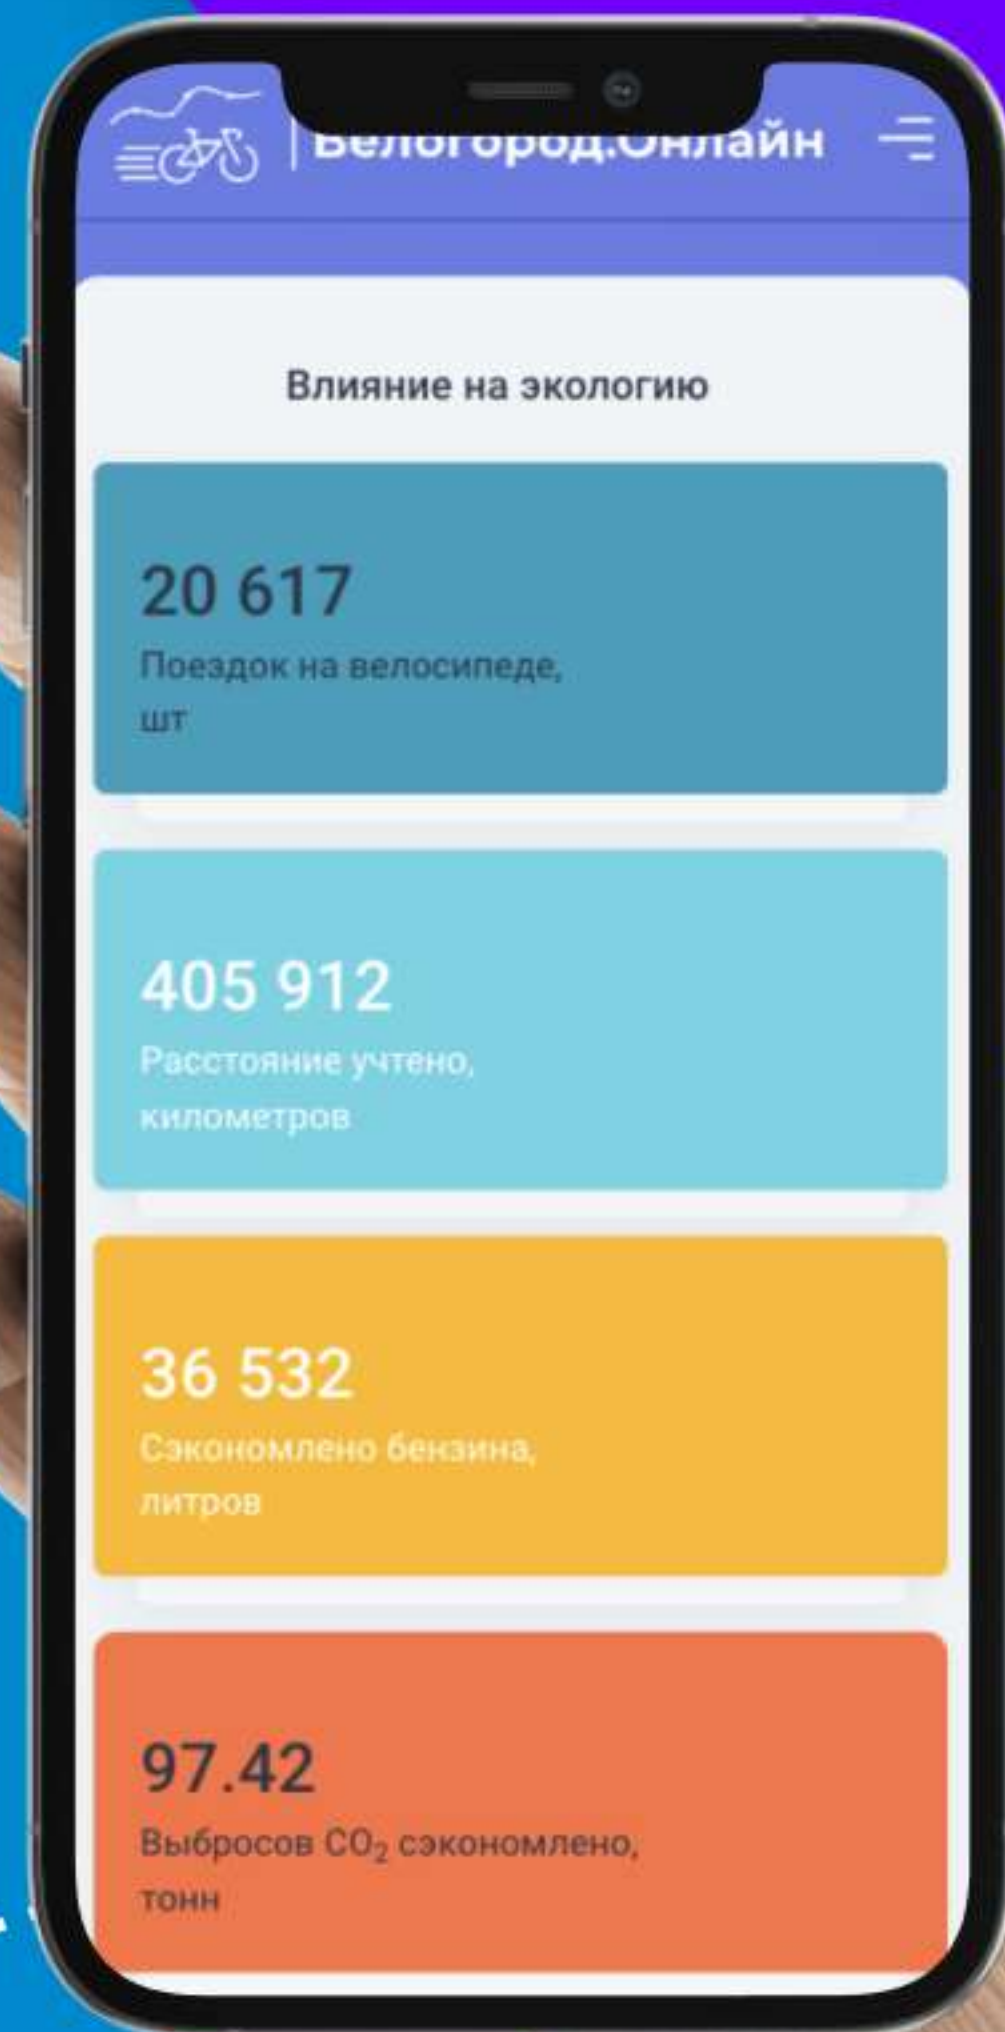 Велогород.Онлайн
Влияние на экологию
20 617
Поездок на велосипеде,
шт
405 912
Расстояние учтено,
километров
36 532
Сэкономлено бензина,
литров
97.42
Выбросов CO₂ сэкономлено,
тонн